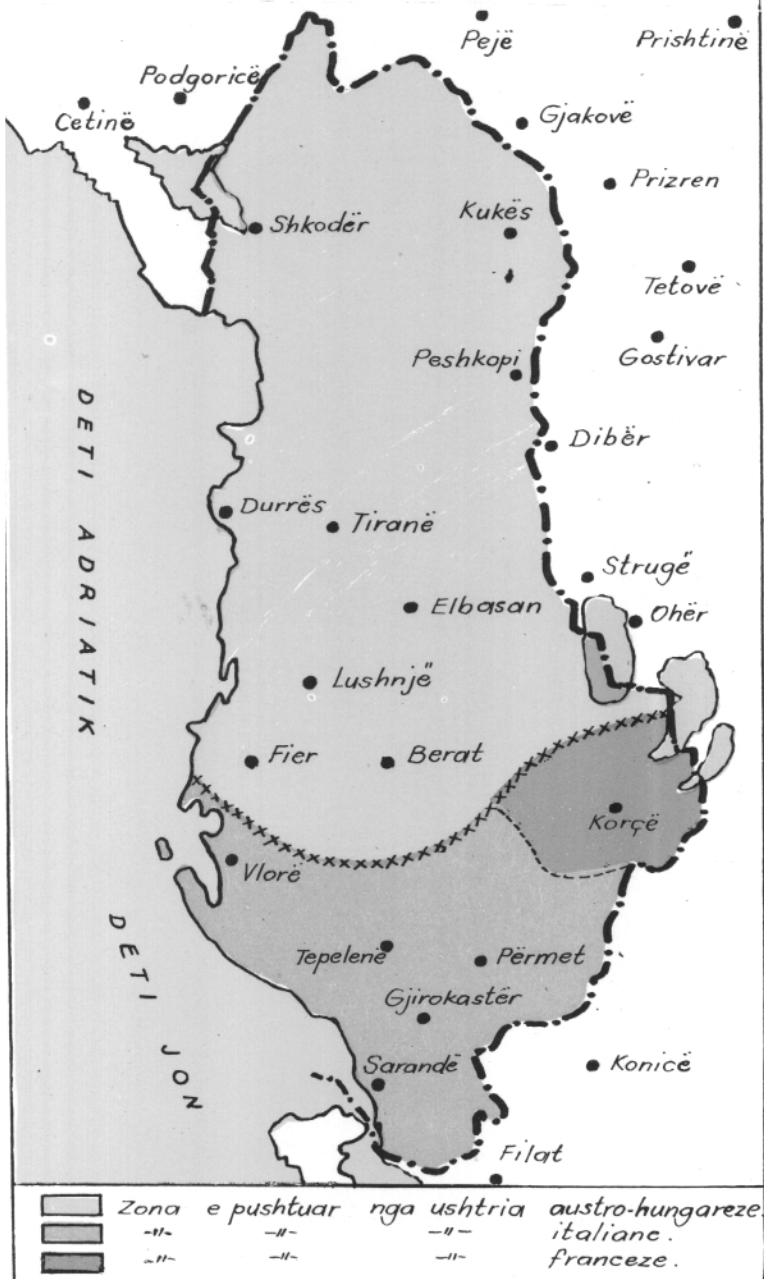 Pejë
Prishtinë
Podgoricë
Cetinë
Gjakovë
Prizren
Shkodër
Kukës
Tetovë
Gostivar
Peshkopi
DETI ADRIATIK
Dibër
Durrës
Tiranë
Strugë
Elbasan
Ohër
Lushnjë
Fier
Berat
Korçë
Vlorë
DETI JON
Tepelenë
Përmet
Gjirokastër
Sarandë
Konicë
Filat
Zona e pushtuar nga ushtria austro-hungareze.
-"- -"- -"- italiane.
-"- -"- -"- franceze.